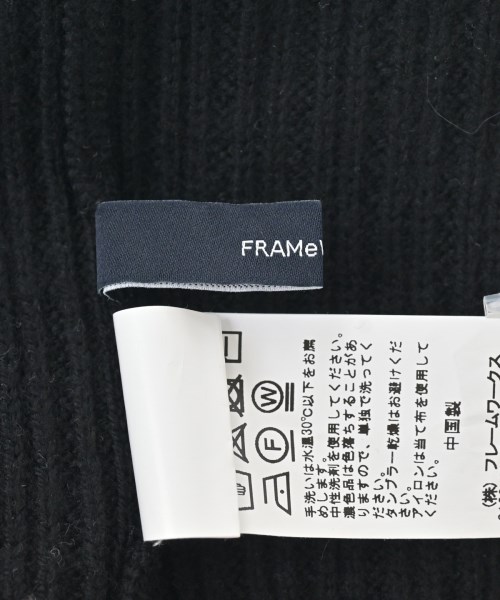 FRAMeW
手洗いは水温30℃以下をお薦
めします。
中性洗剤を使用してください。
濃色品は色落ちすることがあ
りますので、単独で洗ってく
ださい。
タンブラー乾燥はお避けくだ
さい。
アイロンは当て布を使用して
ください。
中国製
(株) フレームワークス
W
F